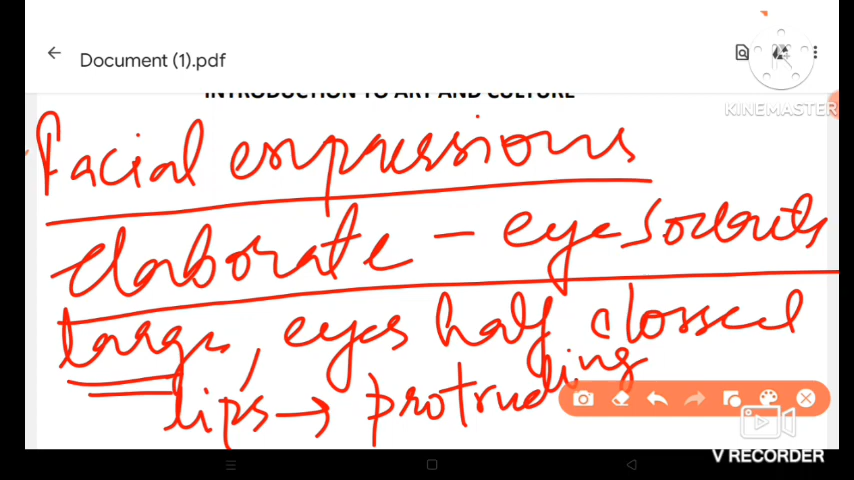 Document (1).pdf
INTRODUCTION TO ART AND CULTURE
KINEMASTER
Facial expressions
elaborate - eye sockets
large, eyes half clossed
lips → protruding
V RECORDER